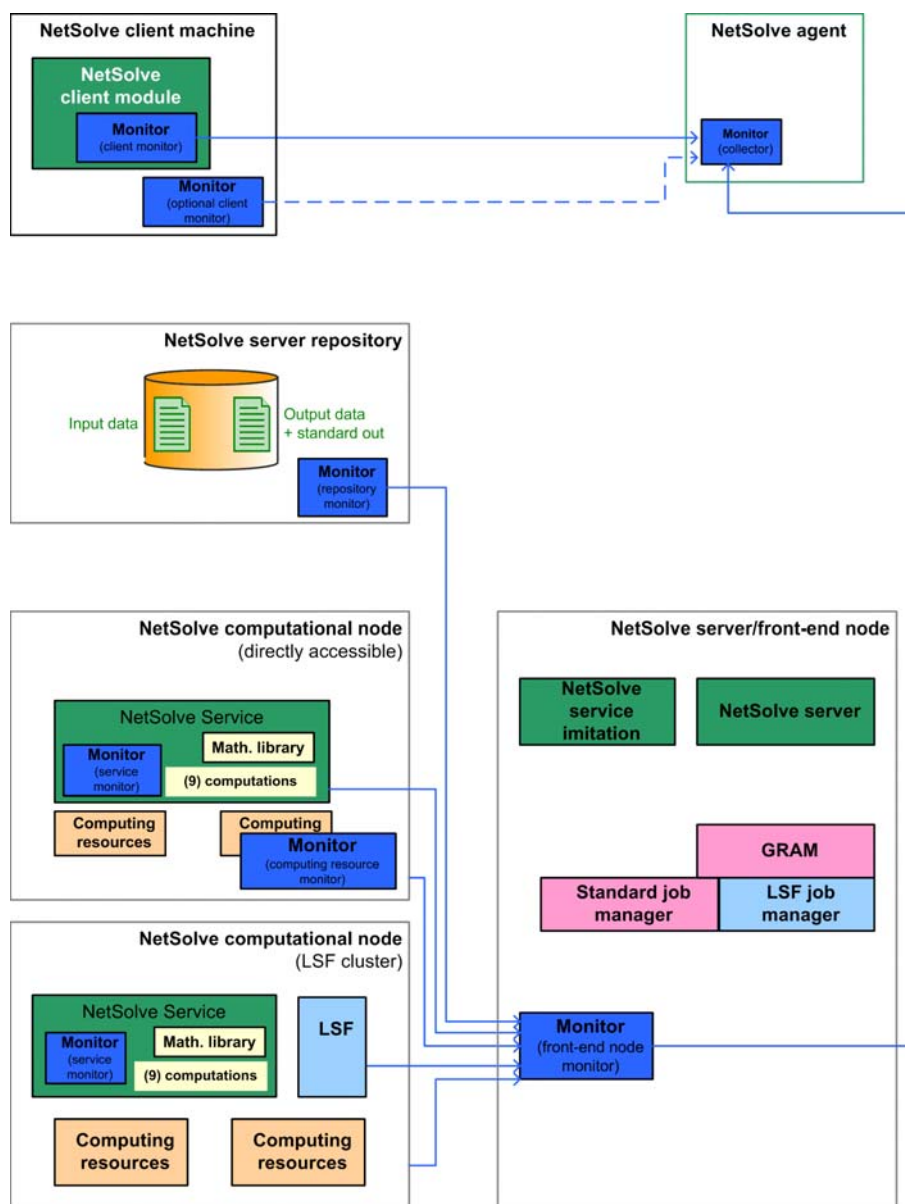 NetSolve client machine
NetSolve
client module
Monitor
(client monitor)
Monitor
(optional client
monitor)
NetSolve agent
Monitor
(collector)
NetSolve server repository
Input data
Output data
+ standard out
Monitor
(repository
monitor)
NetSolve computational node
(directly accessible)
NetSolve Service
Monitor
(service
monitor)
Math. library
(9) computations
Computing
resources
Computing
Monitor
(computing resource
monitor)
NetSolve computational node
(LSF cluster)
NetSolve Service
Monitor
(service
monitor)
Math. library
(9) computations
LSF
Computing
resources
Computing
resources
NetSolve server/front-end node
NetSolve
service
imitation
NetSolve server
GRAM
Standard job
manager
LSF job
manager
Monitor
(front-end node
monitor)